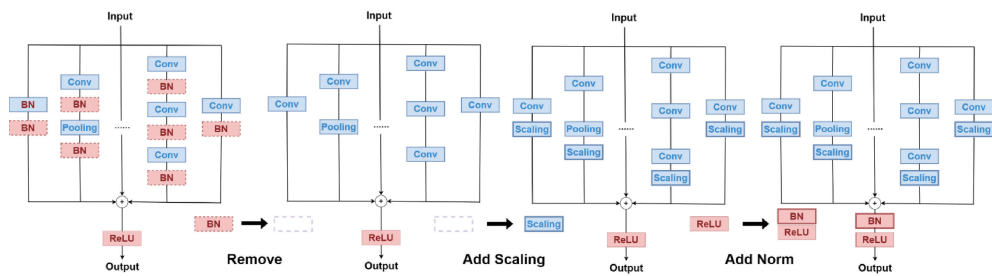 Input
BN
BN
Conv
BN
Pooling
BN
......
Conv
BN
Conv
BN
Conv
BN
Conv
BN
+
ReLU
Output
BN
Remove
Input
Conv
Conv
Pooling
......
Conv
Conv
Conv
Conv
+
ReLU
Output
Add Scaling
Scaling
Input
Conv
Scaling
Conv
Pooling
Scaling
......
Conv
Conv
Conv
Scaling
Conv
Scaling
+
ReLU
Output
ReLU
BN
ReLU
Add Norm
Input
Conv
Scaling
Conv
Pooling
Scaling
......
Conv
Conv
Conv
Scaling
Conv
Scaling
+
BN
ReLU
Output